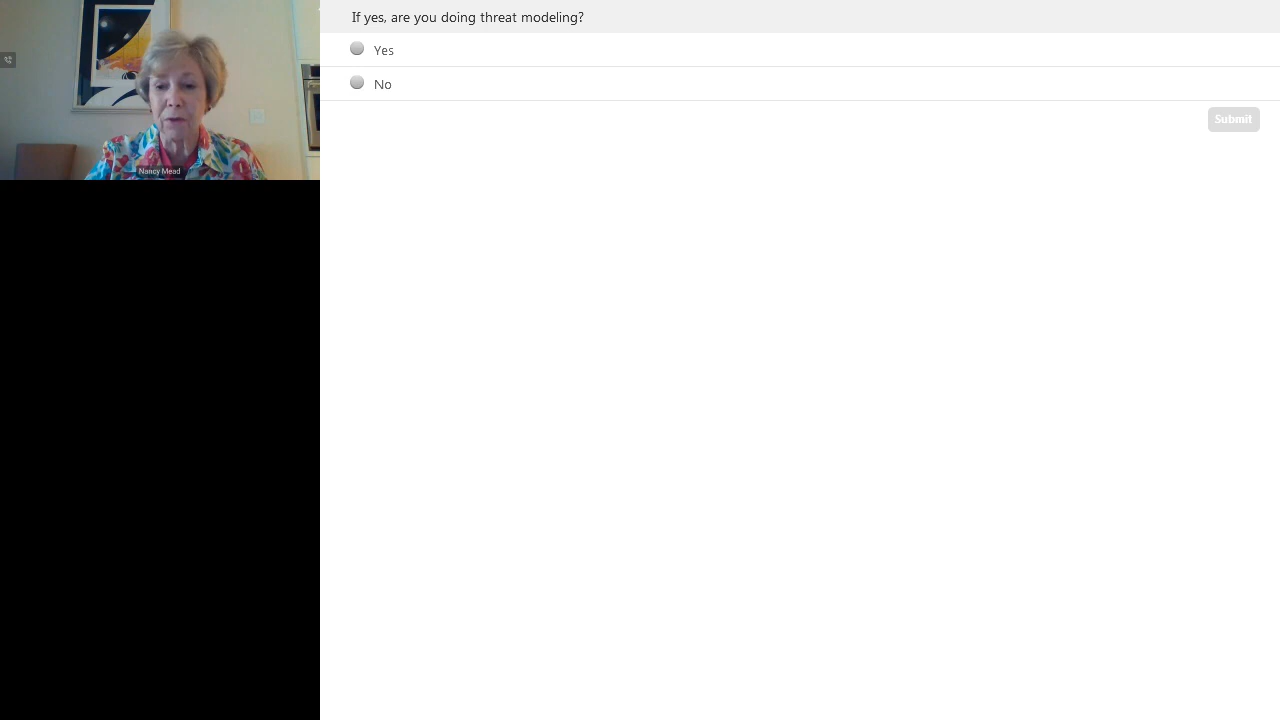 If yes, are you doing threat modeling?
Yes
No
Submit
Nancy Mead